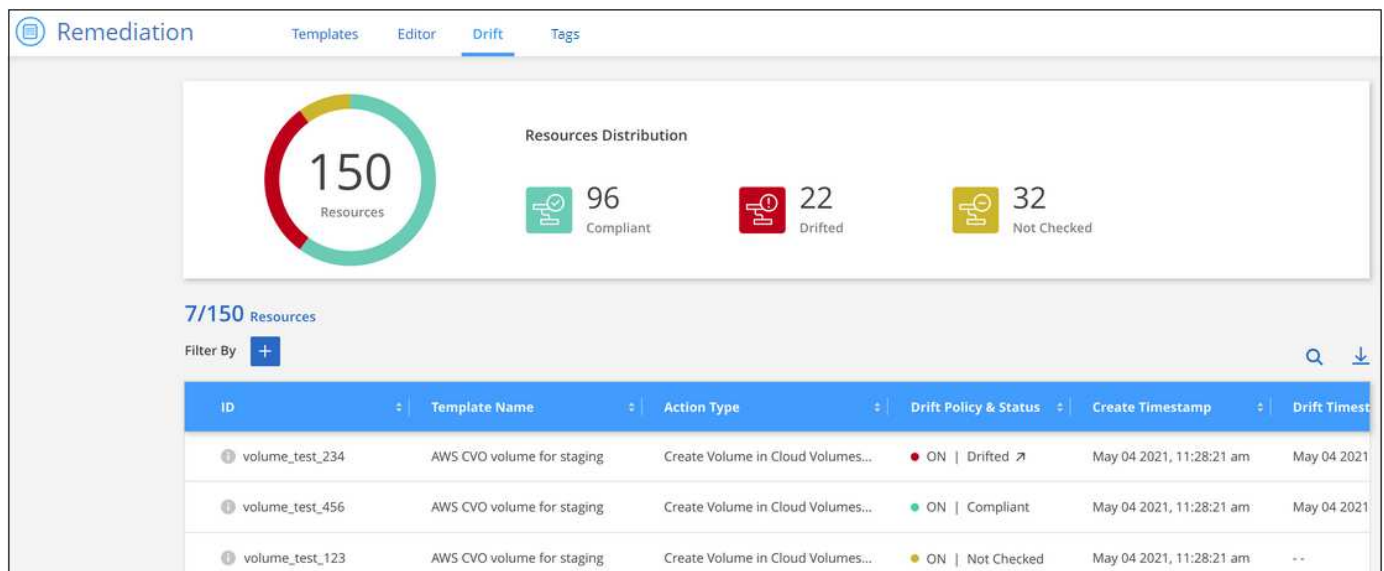 Remediation Templates Editor Drift Tags
150
Resources
Resources Distribution
96
Compliant
22
Drifted
32
Not Checked
7/150 Resources
Filter By +
ID Template Name Action Type Drift Policy & Status Create Timestamp Drift Timest
volume_test_234 AWS CVO volume for staging Create Volume in Cloud Volumes... ON | Drifted May 04 2021, 11:28:21 am May 04 2021
volume_test_456 AWS CVO volume for staging Create Volume in Cloud Volumes... ON | Compliant May 04 2021, 11:28:21 am May 04 2021
volume_test_123 AWS CVO volume for staging Create Volume in Cloud Volumes... ON | Not Checked May 04 2021, 11:28:21 am - -